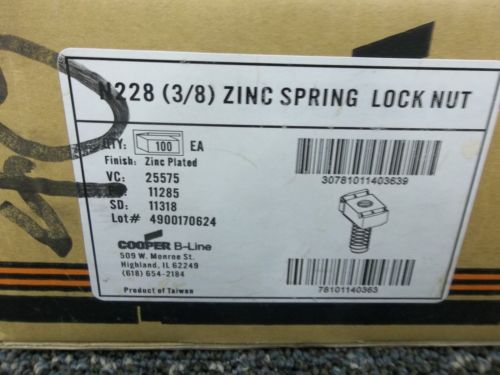 N228 (3/8) ZINC SPRING LOCK NUT
QTY: 100 EA
Finish: Zinc Plated
VC: 25575
11285
SD: 11318
Lot# 4900170624
30781011403639
COOPER B-Line
509 W. Monroe St.
Highland, IL 62249
(618) 654-2184
78101140363
Product of Taiwan